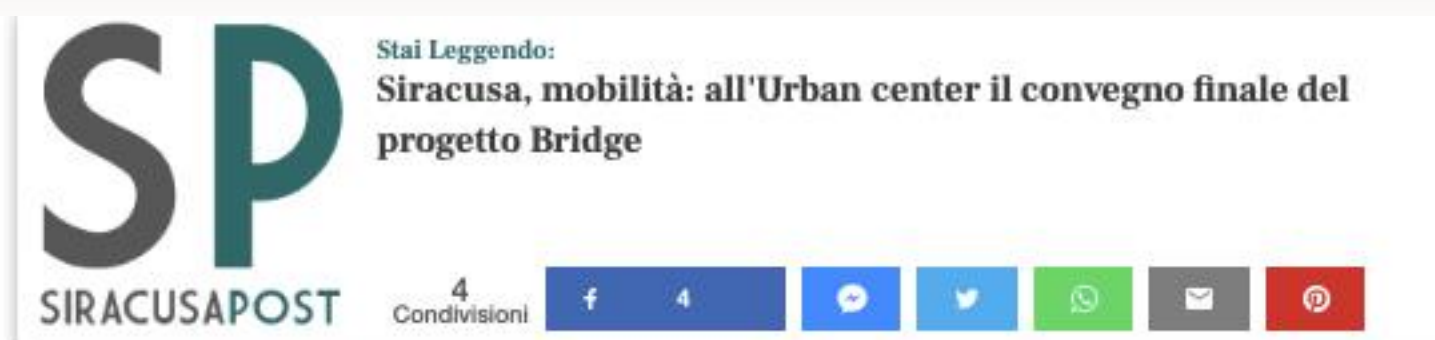 SP
SIRACUSAPOST
Stai Leggendo:
Siracusa, mobilità: all'Urban center il convegno finale del
progetto Bridge
4
Condivisioni
4